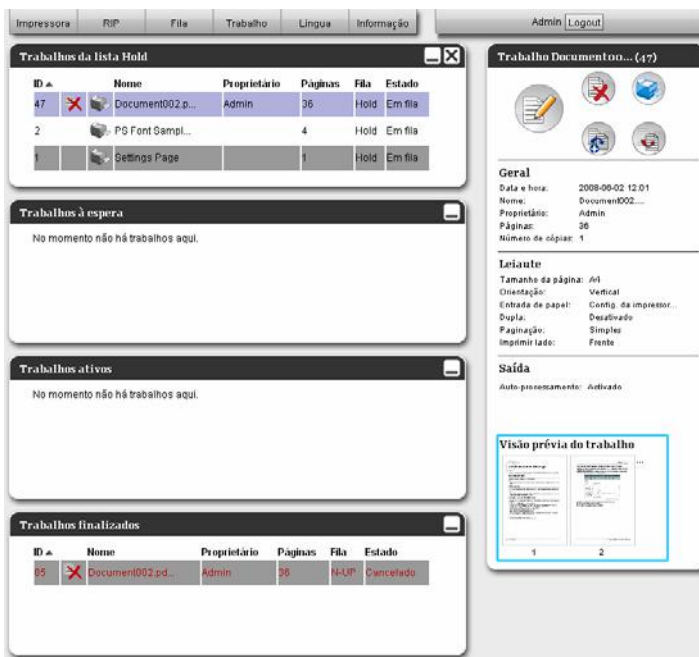 Impressora RIP Fila Trabalho Lingua Informação
Admin Logout
Trabalhos da lista Hold
ID Nome Proprietário Páginas Fila Estado
47 Document002.p... Admin 36 Hold Em fila
2 PS Font Sampl... 4 Hold Em fila
1 Settings Page 1 Hold Em fila
Trabalhos à espera
No momento não há trabalhos aqui.
Trabalhos ativos
No momento não há trabalhos aqui.
Trabalhos finalizados
ID Nome Proprietário Páginas Fila Estado
65 Document002.pd... Admin 36 N-UP Cancelado
Trabalho Document00... (47)
Geral
Data e hora: 2008-06-02 12:01
Nome: Document002....
Proprietário: Admin
Páginas: 36
Número de cópias: 1
Leiaute
Tamanho da página: A4
Orientação: Vertical
Entrada de papel: Config. da impressor...
Dupla: Desativado
Paginação: Simples
Imprimir lado: Frente
Saída
Auto-processamento: Activado
Visão prévia do trabalho
...
1 2